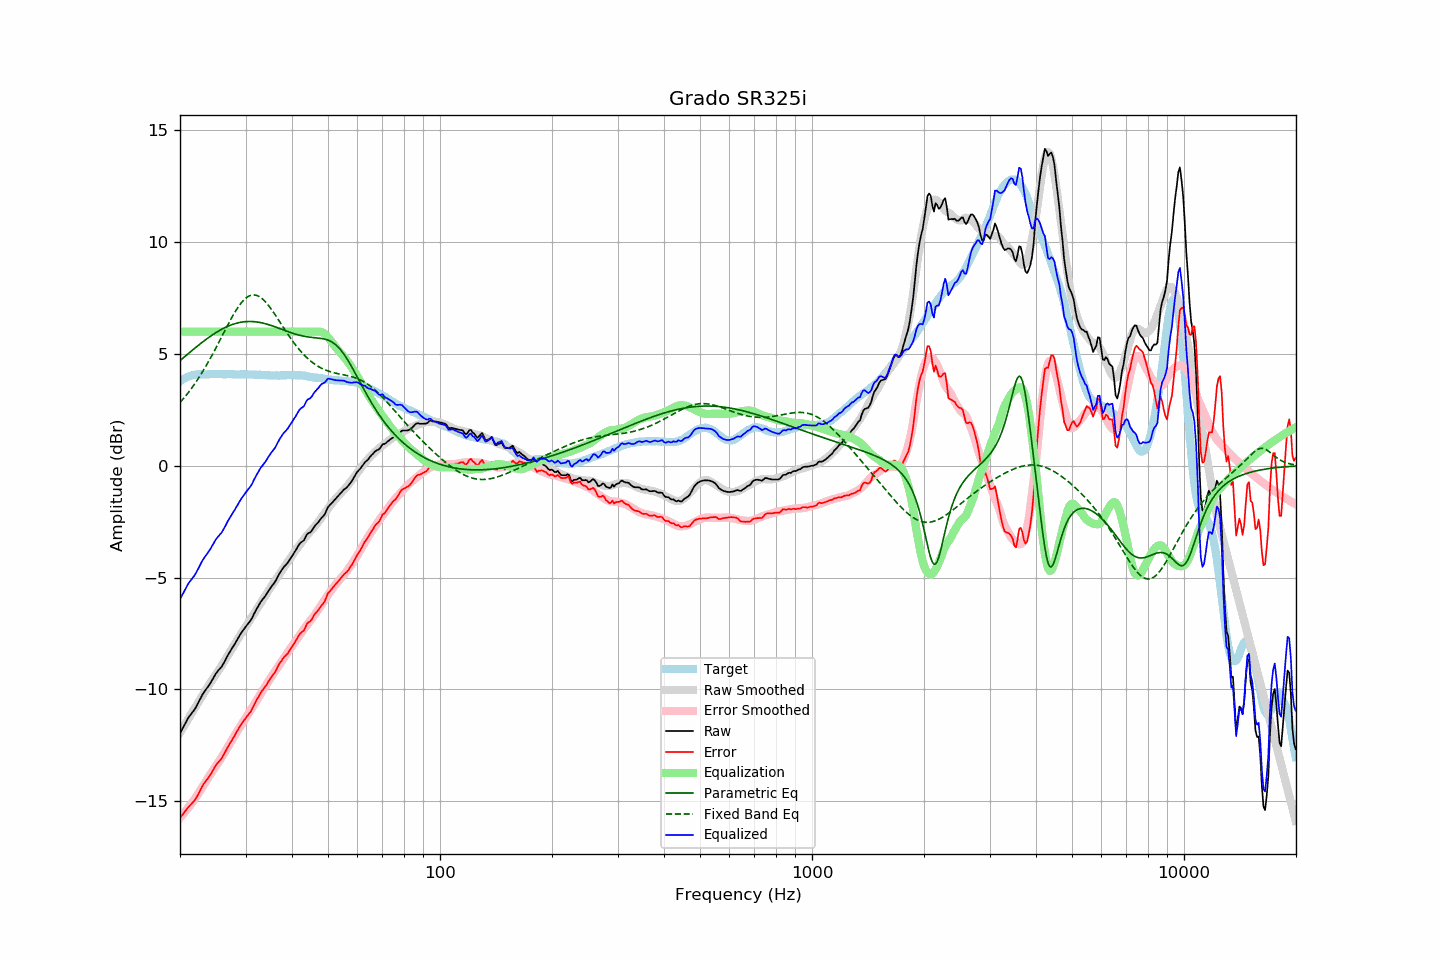 Grado SR325i
15
10
5
0
−5
−10
−15
Amplitude (dBr)
Target
Raw Smoothed
Error Smoothed
Raw
Error
Equalization
Parametric Eq
Fixed Band Eq
Equalized
100
1000
10000
Frequency (Hz)